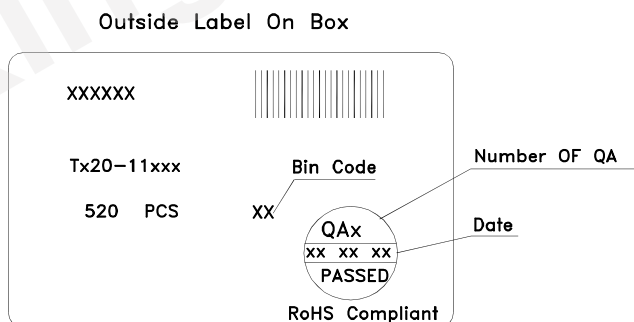 Outside Label On Box
XXXXXX
Tx20-11xxx
Bin Code
Number OF QA
520 PCS
XX
QAx
Date
XX XX XX
PASSED
RoHS Compliant